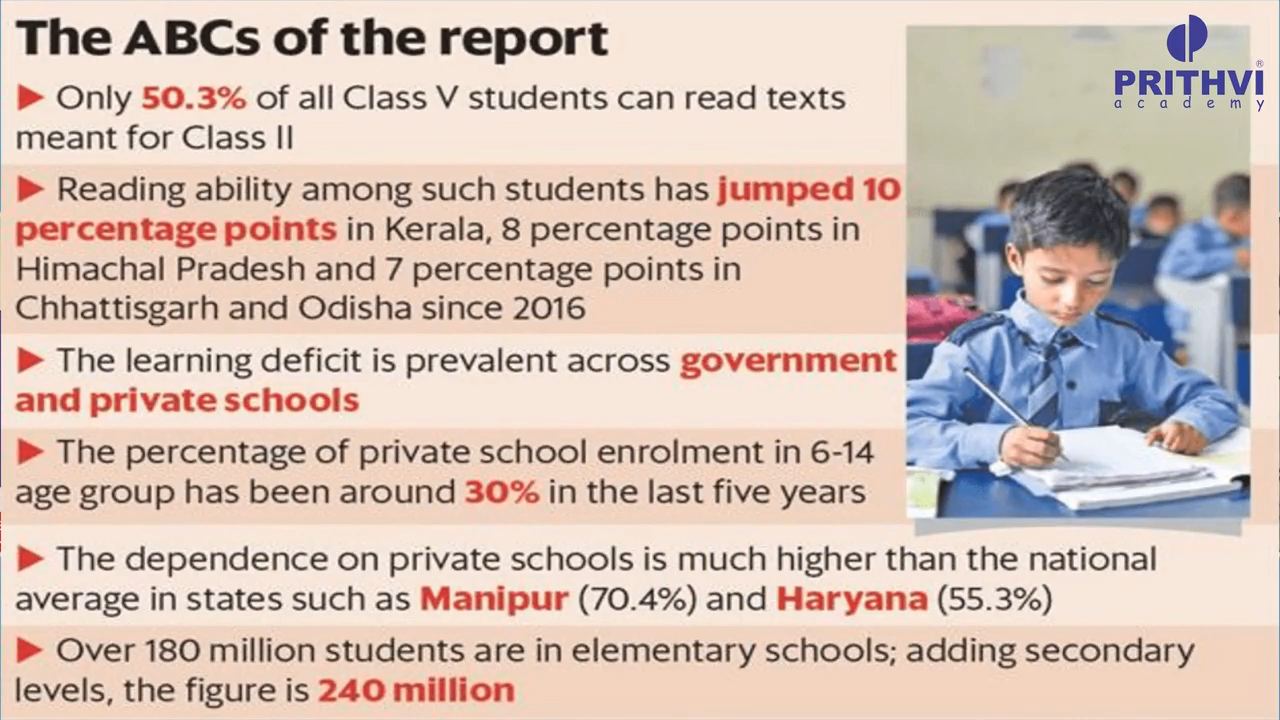 The ABCs of the report
PRITHVI®
academy
▶ Only 50.3% of all Class V students can read texts
meant for Class II
▶ Reading ability among such students has jumped 10
percentage points in Kerala, 8 percentage points in
Himachal Pradesh and 7 percentage points in
Chhattisgarh and Odisha since 2016
▶ The learning deficit is prevalent across government
and private schools
▶ The percentage of private school enrolment in 6-14
age group has been around 30% in the last five years
▶ The dependence on private schools is much higher than the national
average in states such as Manipur (70.4%) and Haryana (55.3%)
▶ Over 180 million students are in elementary schools; adding secondary
levels, the figure is 240 million